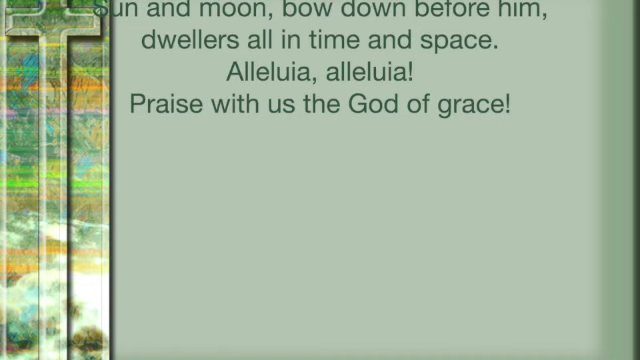 Sun and moon, bow down before him,
dwellers all in time and space.
Alleluia, alleluia!
Praise with us the God of grace!